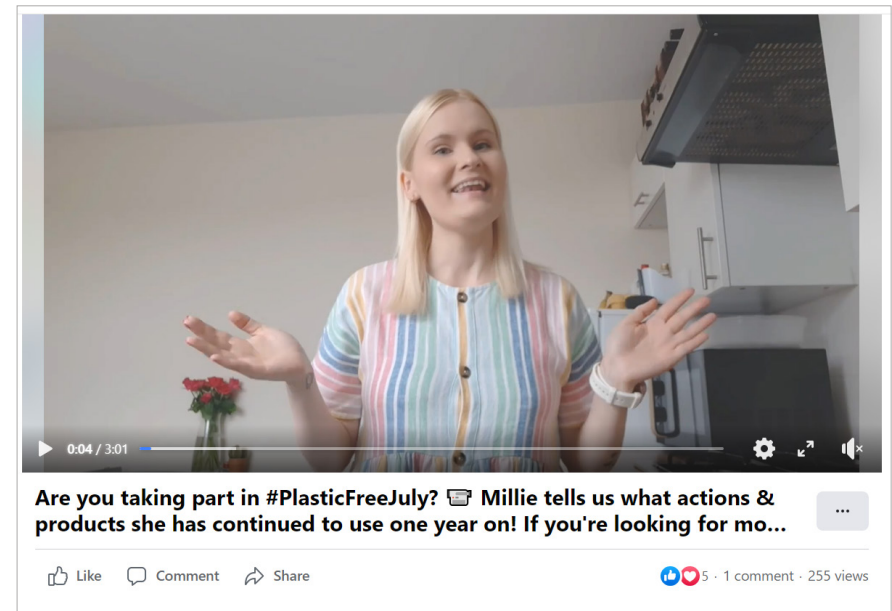 0:04 / 3:01
Are you taking part in #PlasticFreeJuly? Millie tells us what actions &
products she has continued to use one year on! If you're looking for mo...
...
Like Comment Share 5 · 1 comment · 255 views